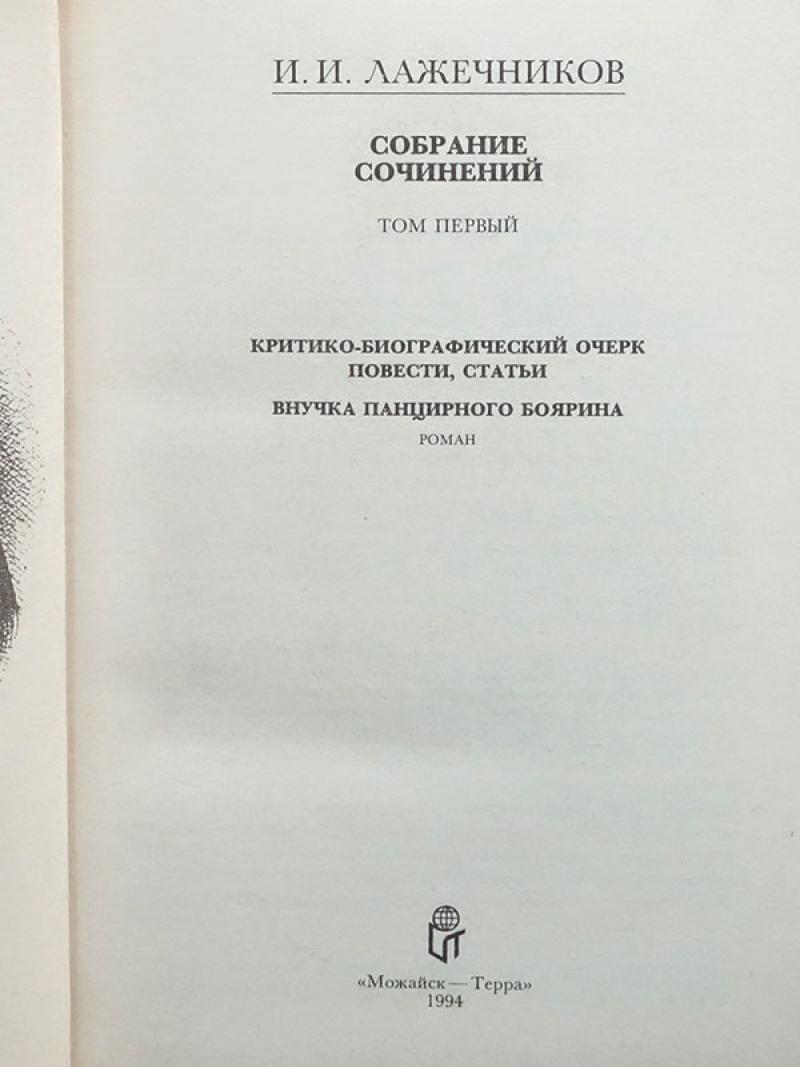 И. И. ЛАЖЕЧНИКОВ
СОБРАНИЕ
СОЧИНЕНИЙ
ТОМ ПЕРВЫЙ
КРИТИКО-БИОГРАФИЧЕСКИЙ ОЧЕРК
ПОВЕСТИ, СТАТЬИ
ВНУЧКА ПАНЦИРНОГО БОЯРИНА
РОМАН
«Можайск — Терра»
1994